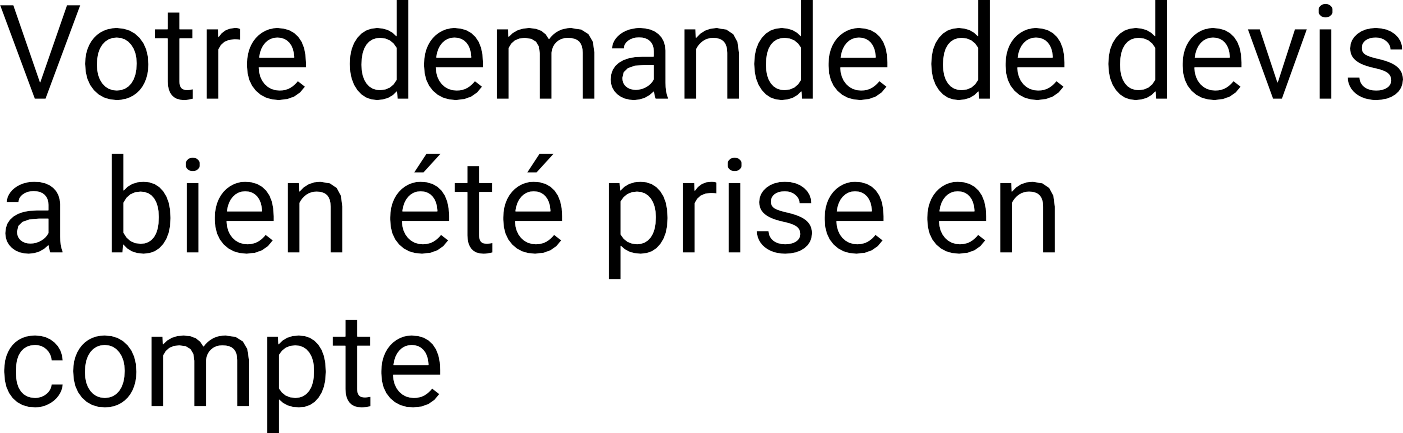 Votre demande de devis
a bien été prise en
compte